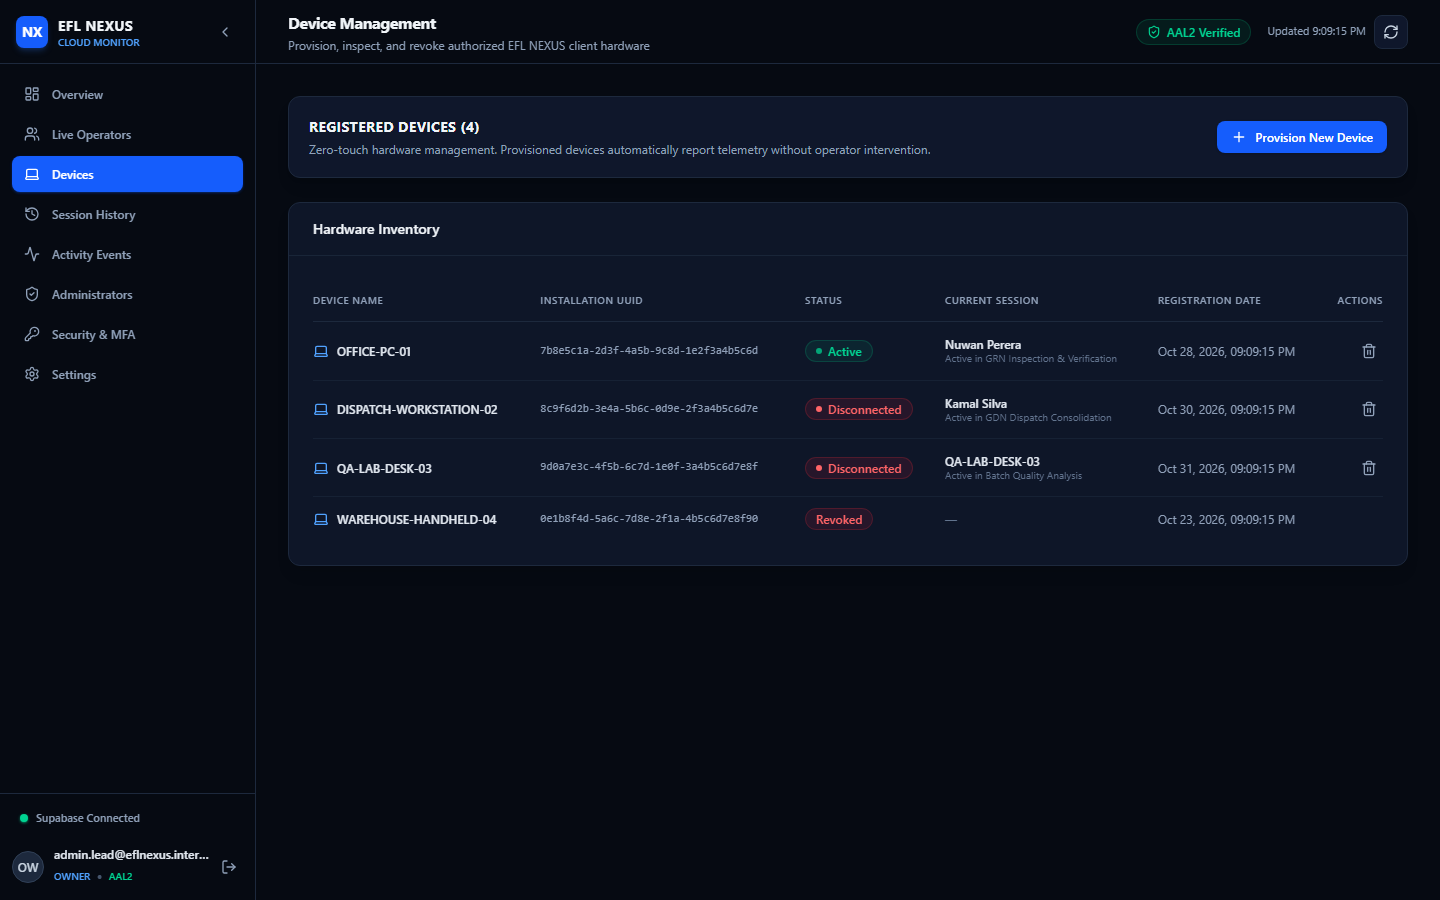 NX
EFL NEXUS
CLOUD MONITOR
Overview
Live Operators
Devices
Session History
Activity Events
Administrators
Security & MFA
Settings
Supabase Connected
OW
admin.lead@eflnexus.inter...
OWNER • AAL2
Device Management
Provision, inspect, and revoke authorized EFL NEXUS client hardware
AAL2 Verified
Updated 9:09:15 PM
REGISTERED DEVICES (4)
Zero-touch hardware management. Provisioned devices automatically report telemetry without operator intervention.
Provision New Device
Hardware Inventory
DEVICE NAME INSTALLATION UUID STATUS CURRENT SESSION REGISTRATION DATE ACTIONS
OFFICE-PC-01 7b8e5c1a-2d3f-4a5b-9c8d-1e2f3a4b5c6d Active Nuwan Perera Oct 28, 2026, 09:09:15 PM
Active in GRN Inspection & Verification
DISPATCH-WORKSTATION-02 8c9f6d2b-3e4a-5b6c-0d9e-2f3a4b5c6d7e Disconnected Kamal Silva Oct 30, 2026, 09:09:15 PM
Active in GDN Dispatch Consolidation
QA-LAB-DESK-03 9d0a7e3c-4f5b-6c7d-1e0f-3a4b5c6d7e8f Disconnected QA-LAB-DESK-03 Oct 31, 2026, 09:09:15 PM
Active in Batch Quality Analysis
WAREHOUSE-HANDHELD-04 0e1b8f4d-5a6c-7d8e-2f1a-4b5c6d7e8f90 Revoked — Oct 23, 2026, 09:09:15 PM